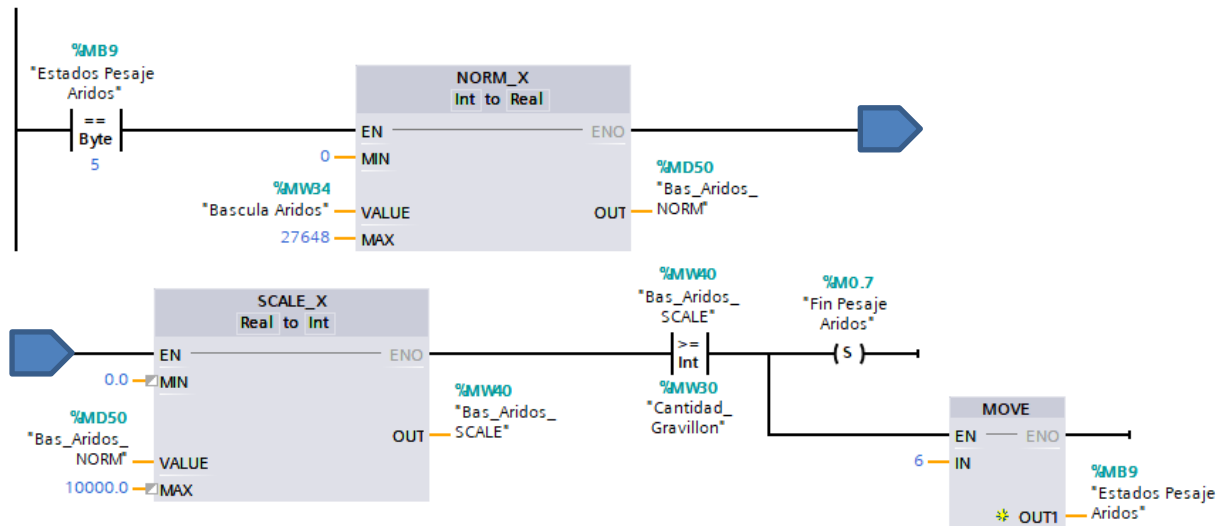 %MB9
"Estados Pesaje
Aridos"
==
Byte
5
NORM_X
Int to Real
EN
ENO
0
MIN
%MW34
"Bascula Aridos"
VALUE
27648
MAX
%MD50
"Bas_Aridos_
NORM"
OUT
SCALE_X
Real to Int
EN
ENO
0.0
MIN
%MD50
"Bas_Aridos_
NORM"
VALUE
10000.0
MAX
%MW40
"Bas_Aridos_
SCALE"
OUT
%MW40
"Bas_Aridos_
SCALE"
>=
Int
%MW30
"Cantidad_
Gravillon"
%M0.7
"Fin Pesaje
Aridos"
S
MOVE
EN
ENO
6
IN
%MB9
"Estados Pesaje
Aridos"
OUT1